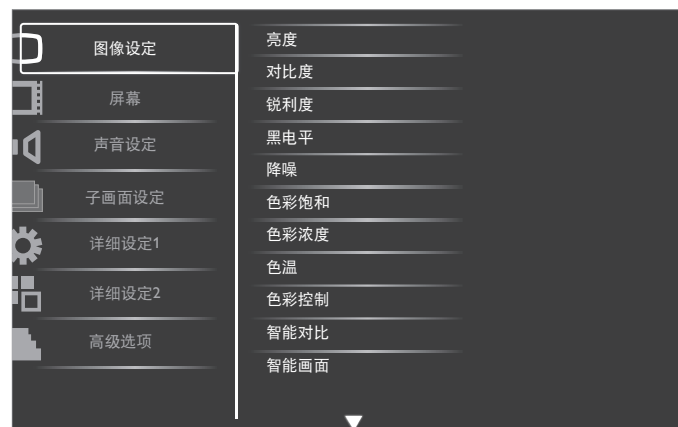 图像设定
屏幕
声音设定
子画面设定
详细设定1
详细设定2
高级选项
亮度
对比度
锐利度
黑电平
降噪
色彩饱和
色彩浓度
色温
色彩控制
智能对比
智能画面